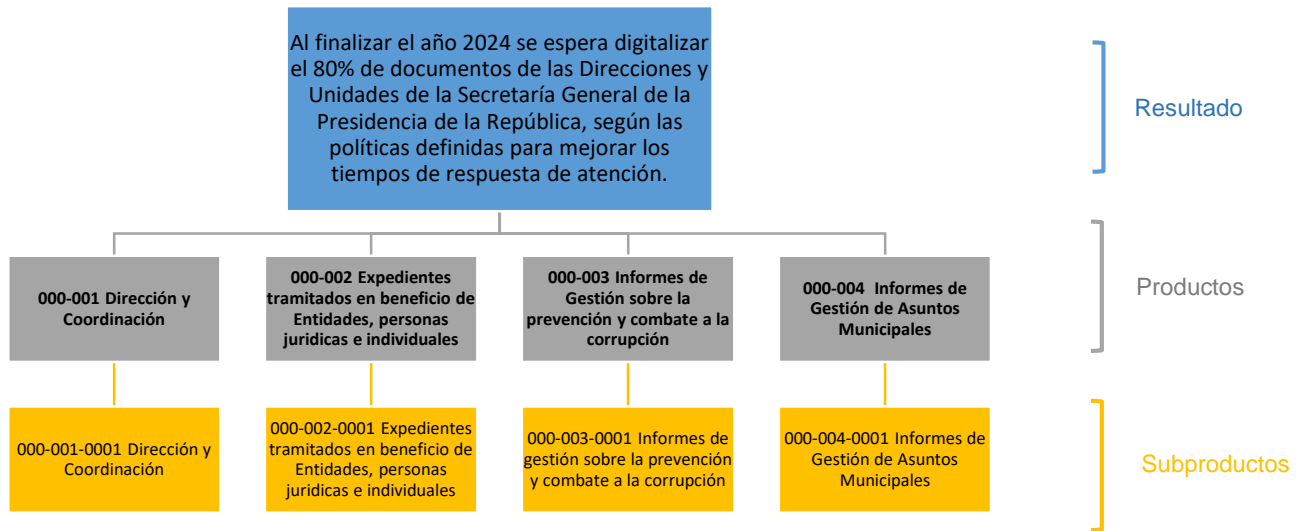 Al finalizar el año 2024 se espera digitalizar
el 80% de documentos de las Direcciones y
Unidades de la Secretaría General de la
Presidencia de la República, según las
políticas definidas para mejorar los
tiempos de respuesta de atención.
Resultado
000-001 Dirección y
Coordinación
000-002 Expedientes
tramitados en beneficio de
Entidades, personas
juridicas e individuales
000-003 Informes de
Gestión sobre la
prevención y combate a la
corrupción
000-004 Informes de
Gestión de Asuntos
Municipales
Productos
000-001-0001 Dirección y
Coordinación
000-002-0001 Expedientes
tramitados en beneficio de
Entidades, personas
juridicas e individuales
000-003-0001 Informes de
gestión sobre la prevención
y combate a la corrupción
000-004-0001 Informes de
Gestión de Asuntos
Municipales
Subproductos